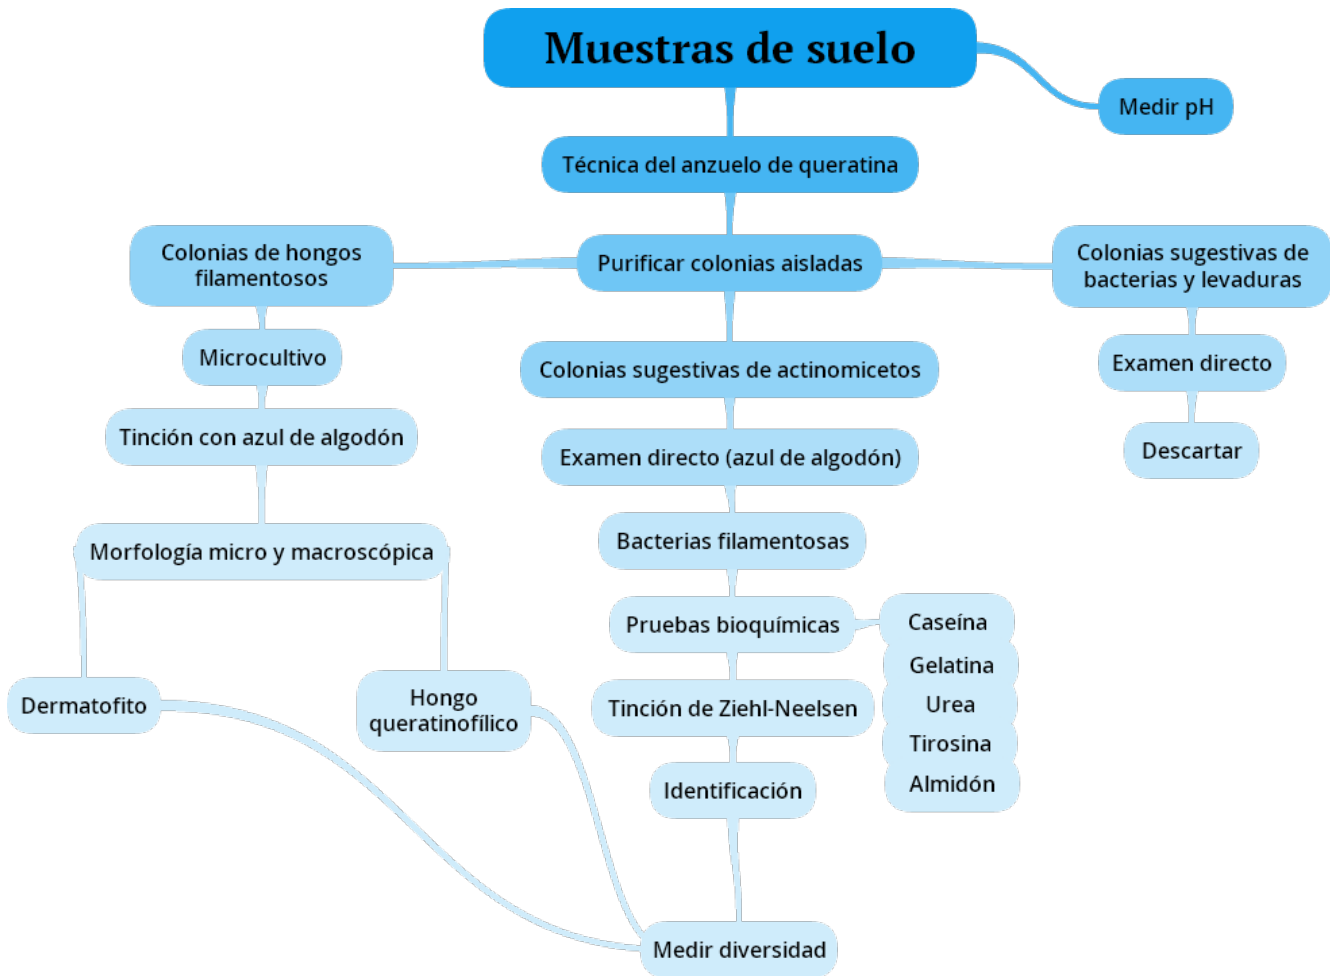 Muestras de suelo
Medir pH
Técnica del anzuelo de queratina
Colonias de hongos
filamentosos
Purificar colonias aisladas
Colonias sugestivas de
bacterias y levaduras
Microcultivo
Colonias sugestivas de actinomicetos
Examen directo
Tinción con azul de algodón
Examen directo (azul de algodón)
Descartar
Morfología micro y macroscópica
Bacterias filamentosas
Pruebas bioquímicas
Caseína
Gelatina
Urea
Tirosina
Almidón
Dermatofito
Hongo
queratinofílico
Tinción de Ziehl-Neelsen
Identificación
Medir diversidad